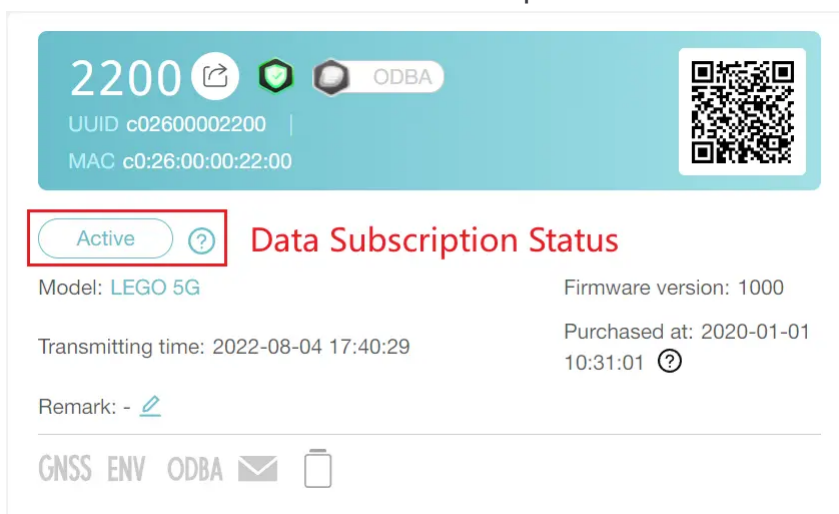 2200 ODBA
UUID c02600002200 |
MAC c0:26:00:00:22:00
Active ? Data Subscription Status
Model: LEGO 5G
Firmware version: 1000
Transmitting time: 2022-08-04 17:40:29
Purchased at: 2020-01-01
10:31:01 ?
Remark: -
GNSS ENV ODBA